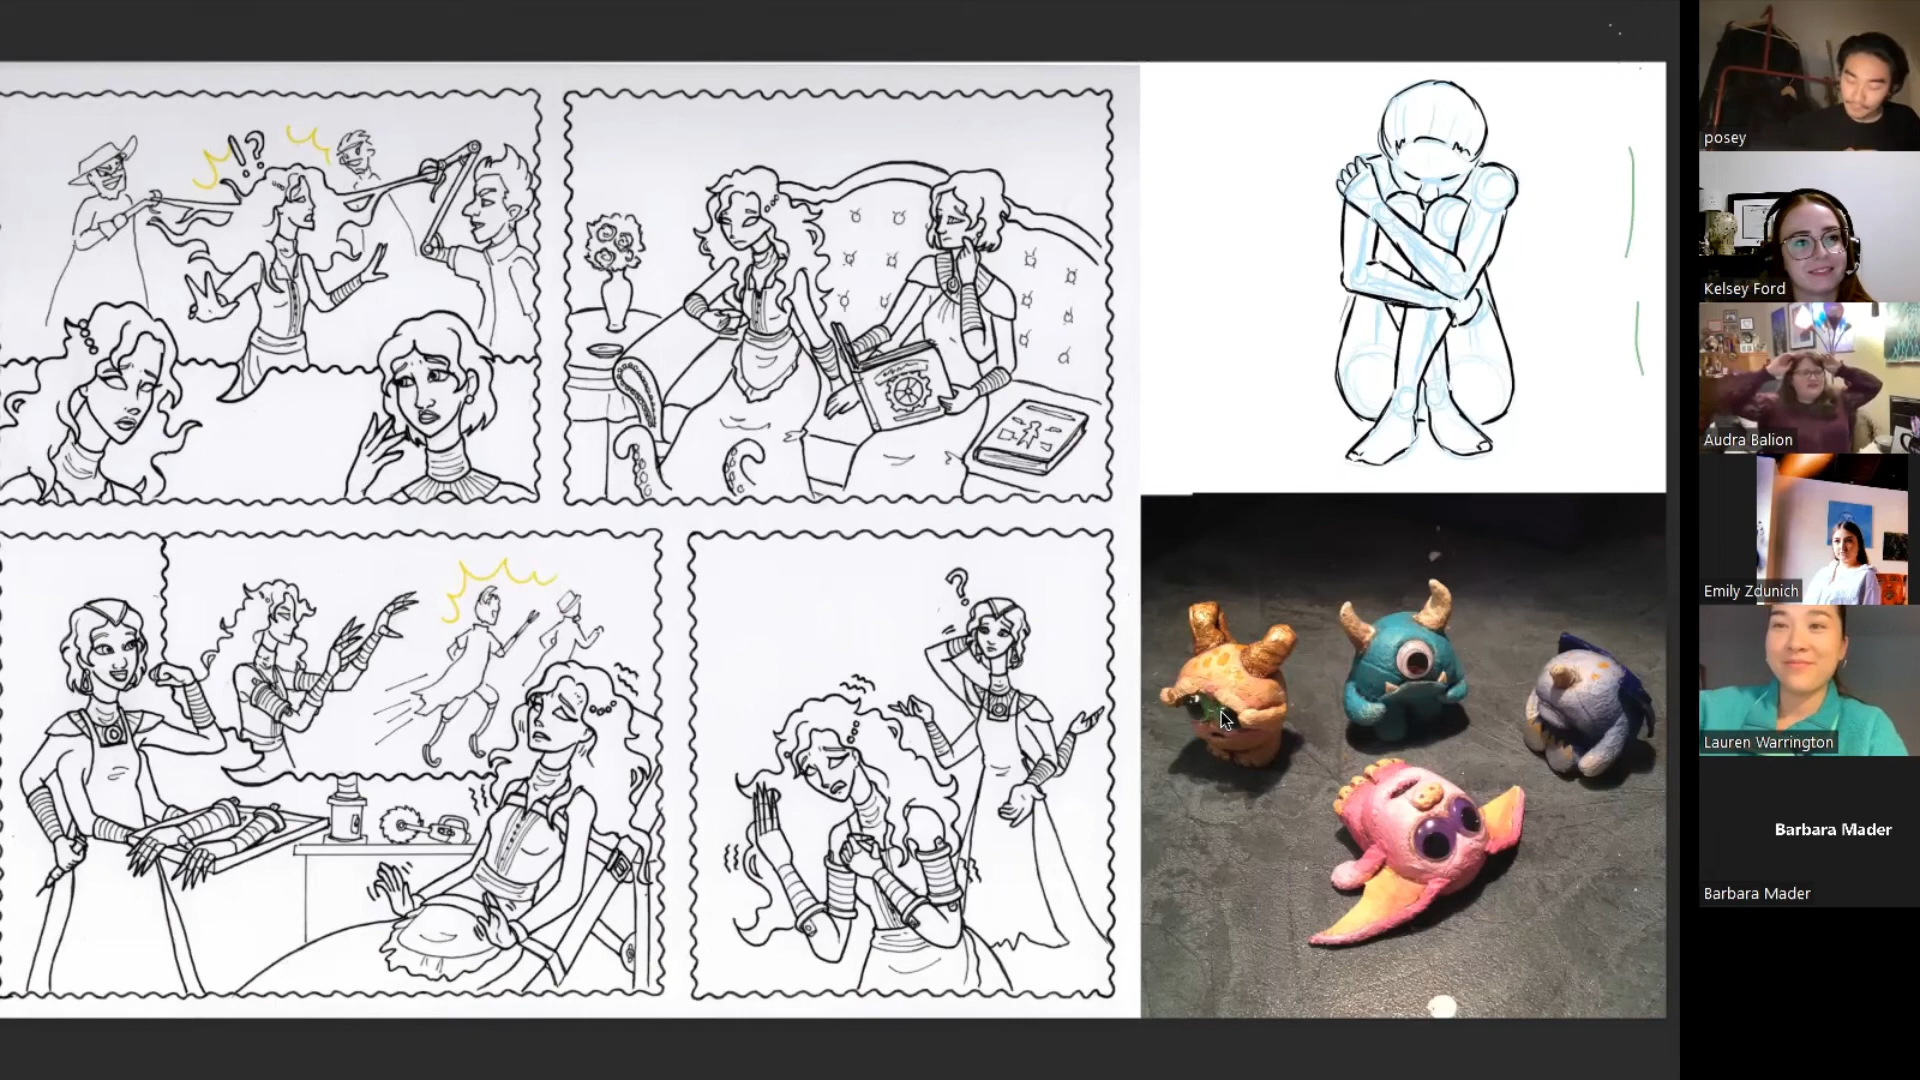 !?
?
posey
Kelsey Ford
Audra Balion
Emily Zdunich
Lauren Warrington
Barbara Mader
Barbara Mader